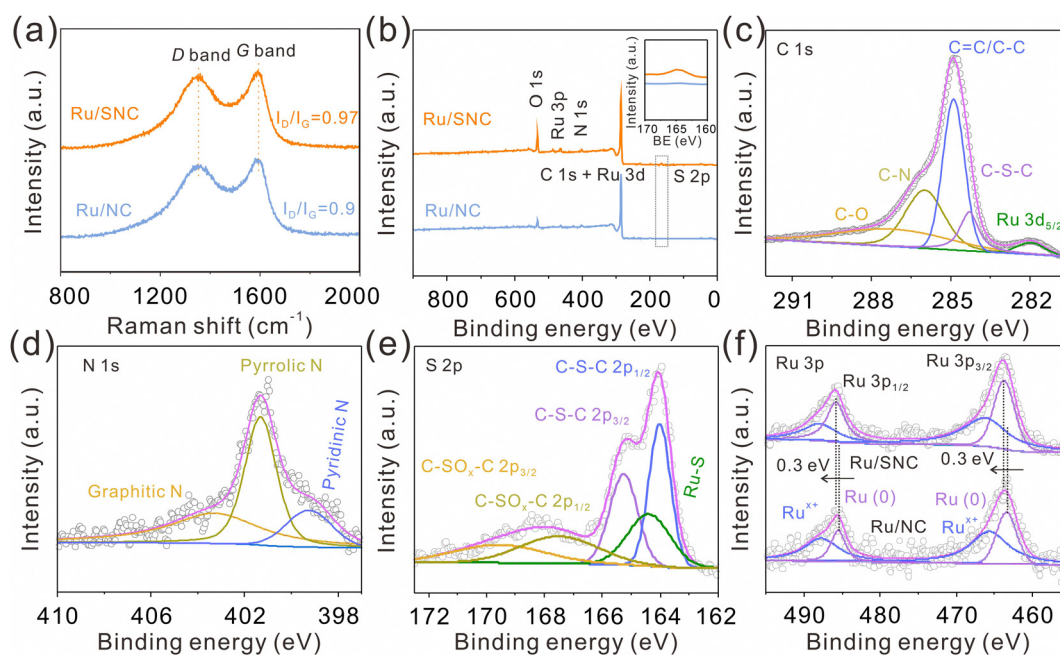 (a)
D band
G band
Ru/SNC
I_D/I_G=0.97
Ru/NC
I_D/I_G=0.9
Intensity (a.u.)
800 1200 1600 2000
Raman shift (cm⁻¹)
(b)
O 1s
Ru 3p
N 1s
Ru/SNC
C 1s + Ru 3d
S 2p
Ru/NC
Intensity (a.u.)
170 165 160
BE (eV)
Intensity (a.u.)
800 600 400 200 0
Binding energy (eV)
(c)
C 1s
C=C/C-C
C-N
C-S-C
C-O
Ru 3d₅/₂
Intensity (a.u.)
291 288 285 282
Binding energy (eV)
(d)
N 1s
Pyrrolic N
Pyridinic N
Graphitic N
Intensity (a.u.)
410 406 402 398
Binding energy (eV)
(e)
S 2p
C-S-C 2p₁/₂
C-S-C 2p₃/₂
C-SOₓ-C 2p₃/₂
C-SOₓ-C 2p₁/₂
Ru-S
Intensity (a.u.)
172 170 168 166 164 162
Binding energy (eV)
(f)
Ru 3p
Ru 3p₁/₂
Ru 3p₃/₂
0.3 eV
Ru/SNC
0.3 eV
Ru (0)
Ru (0)
Ruˣ⁺
Ru/NC
Ruˣ⁺
Intensity (a.u.)
490 480 470 460
Binding energy (eV)